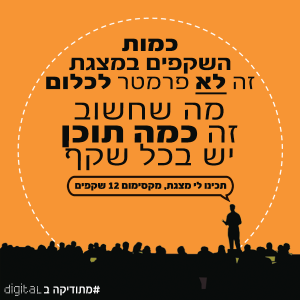 כמות
השקפים במצגת
זה לא פרמטר לכלום
מה שחשוב
זה כמה תוכן
יש בכל שקף
תכינו לי מצגת, מקסימום 12 שקפים
#מתודיקה ב digital